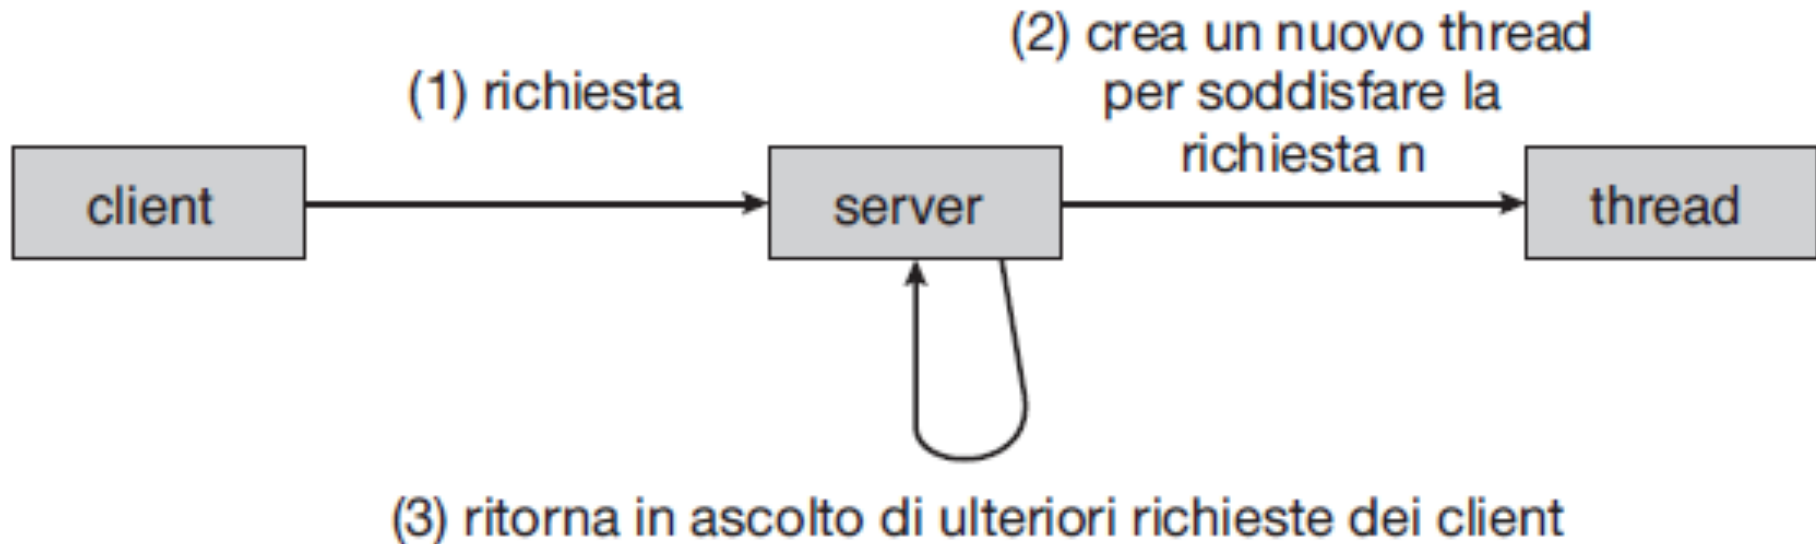 (1) richiesta
(2) crea un nuovo thread
per soddisfare la
richiesta n
client
server
thread
(3) ritorna in ascolto di ulteriori richieste dei client